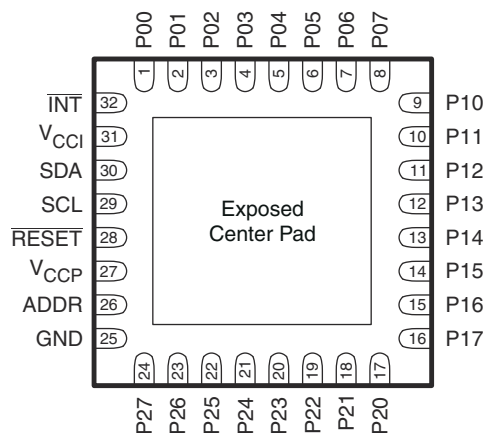 P00 P01 P02 P03 P04 P05 P06 P07
1 2 3 4 5 6 7 8
INT 32 9 P10
VCCI 31 10 P11
SDA 30 11 P12
SCL 29 12 P13
RESET 28 13 P14
VCCP 27 14 P15
ADDR 26 15 P16
GND 25 16 P17
Exposed
Center Pad
24 23 22 21 20 19 18 17
P27 P26 P25 P24 P23 P22 P21 P20